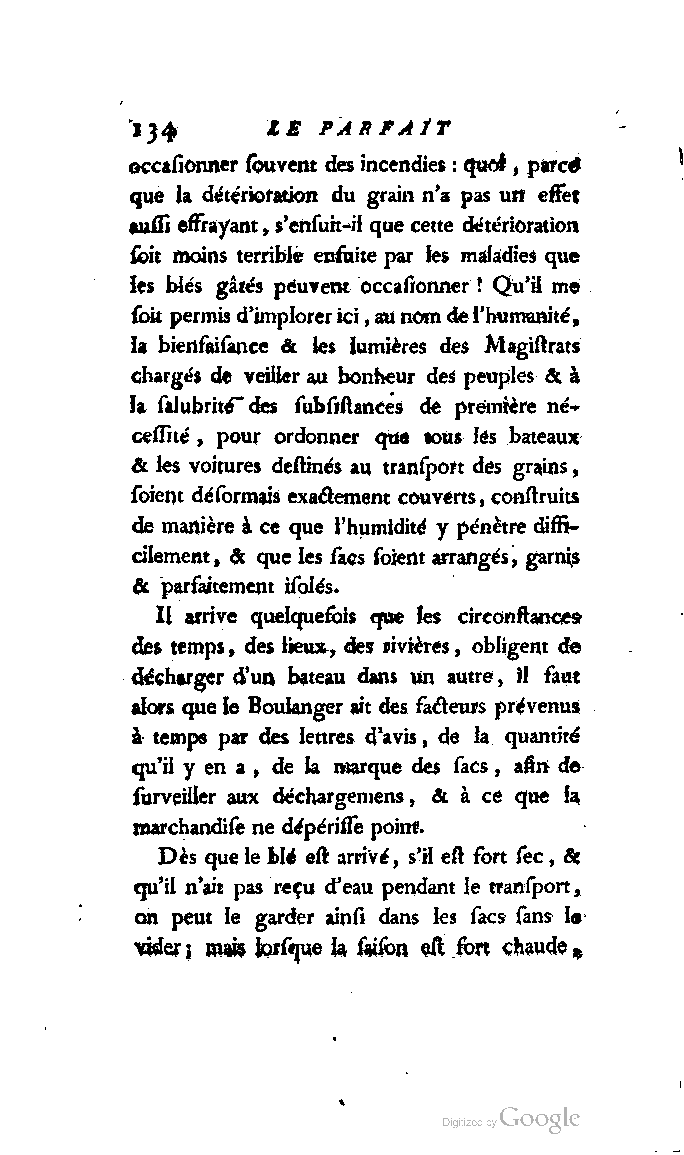 134 LE PARFAIT
occaſionner ſouvent des incendies : quoi, parce
que la détérioration du grain n'a pas un effet
auſſi effrayant, s'enſuit-il que cette détérioration
ſoit moins terrible enſuite par les maladies que
les blés gâtés peuvent occaſionner ! Qu'il me
ſoit permis d'implorer ici, au nom de l'humanité,
la bienfaiſance & les lumières des Magiſtrats
chargés de veiller au bonheur des peuples & à
la ſalubrité des ſubſiſtances de première né-
ceſſité, pour ordonner que tous les bateaux
& les voitures deſtinés au tranſport des grains,
ſoient déſormais exactement couverts, conſtruits
de manière à ce que l'humidité y pénètre diffi-
cilement, & que les ſacs ſoient arrangés, garnis
& parfaitement iſolés.
Il arrive quelquefois que les circonſtances
des temps, des lieux, des rivières, obligent de
décharger d'un bateau dans un autre, il faut
alors que le Boulanger ait des facteurs prévenus
à temps par des lettres d'avis, de la quantité
qu'il y en a, de la marque des ſacs, afin de
ſurveiller aux déchargemens, & à ce que la
marchandiſe ne dépériſſe point.
Dès que le blé eſt arrivé, s'il eſt fort ſec, &
qu'il n'ait pas reçu d'eau pendant le tranſport,
on peut le garder ainſi dans les ſacs ſans le
vider; mais lorſque la ſaiſon eſt fort chaude,
Digitized by Google